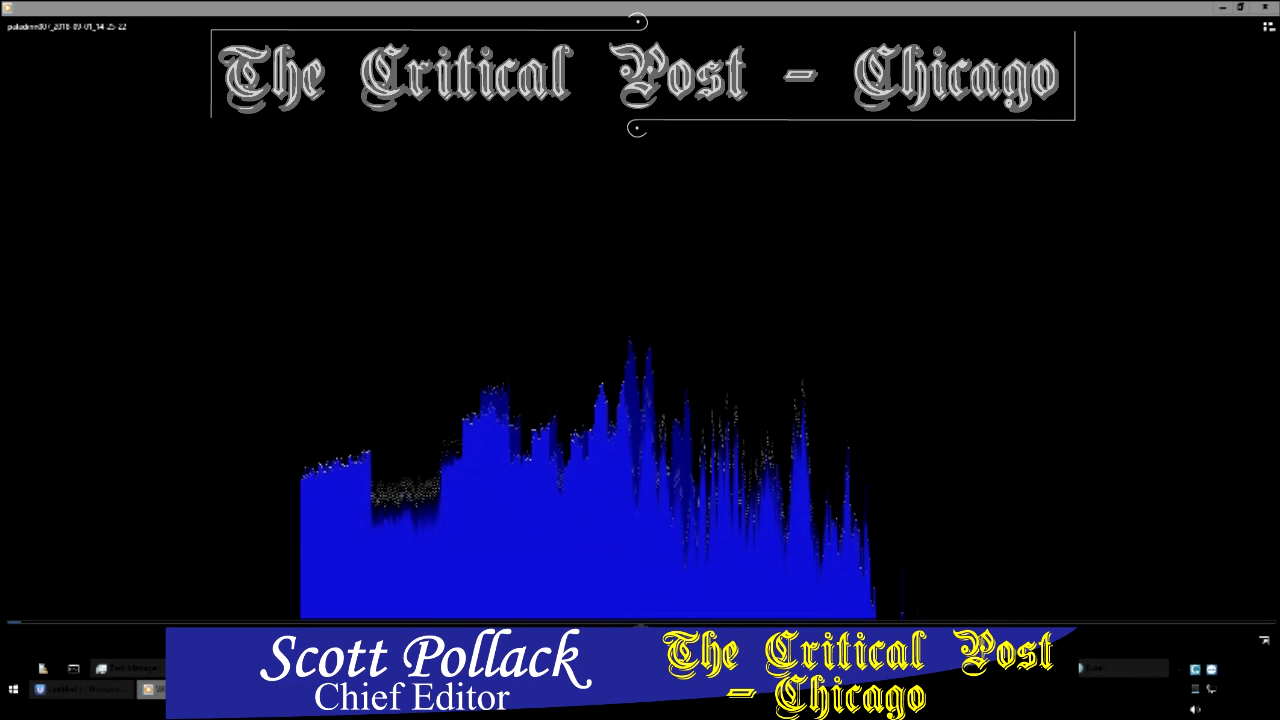 The Critical Post - Chicago
Scott Pollack
Chief Editor
The Critical Post
- Chicago